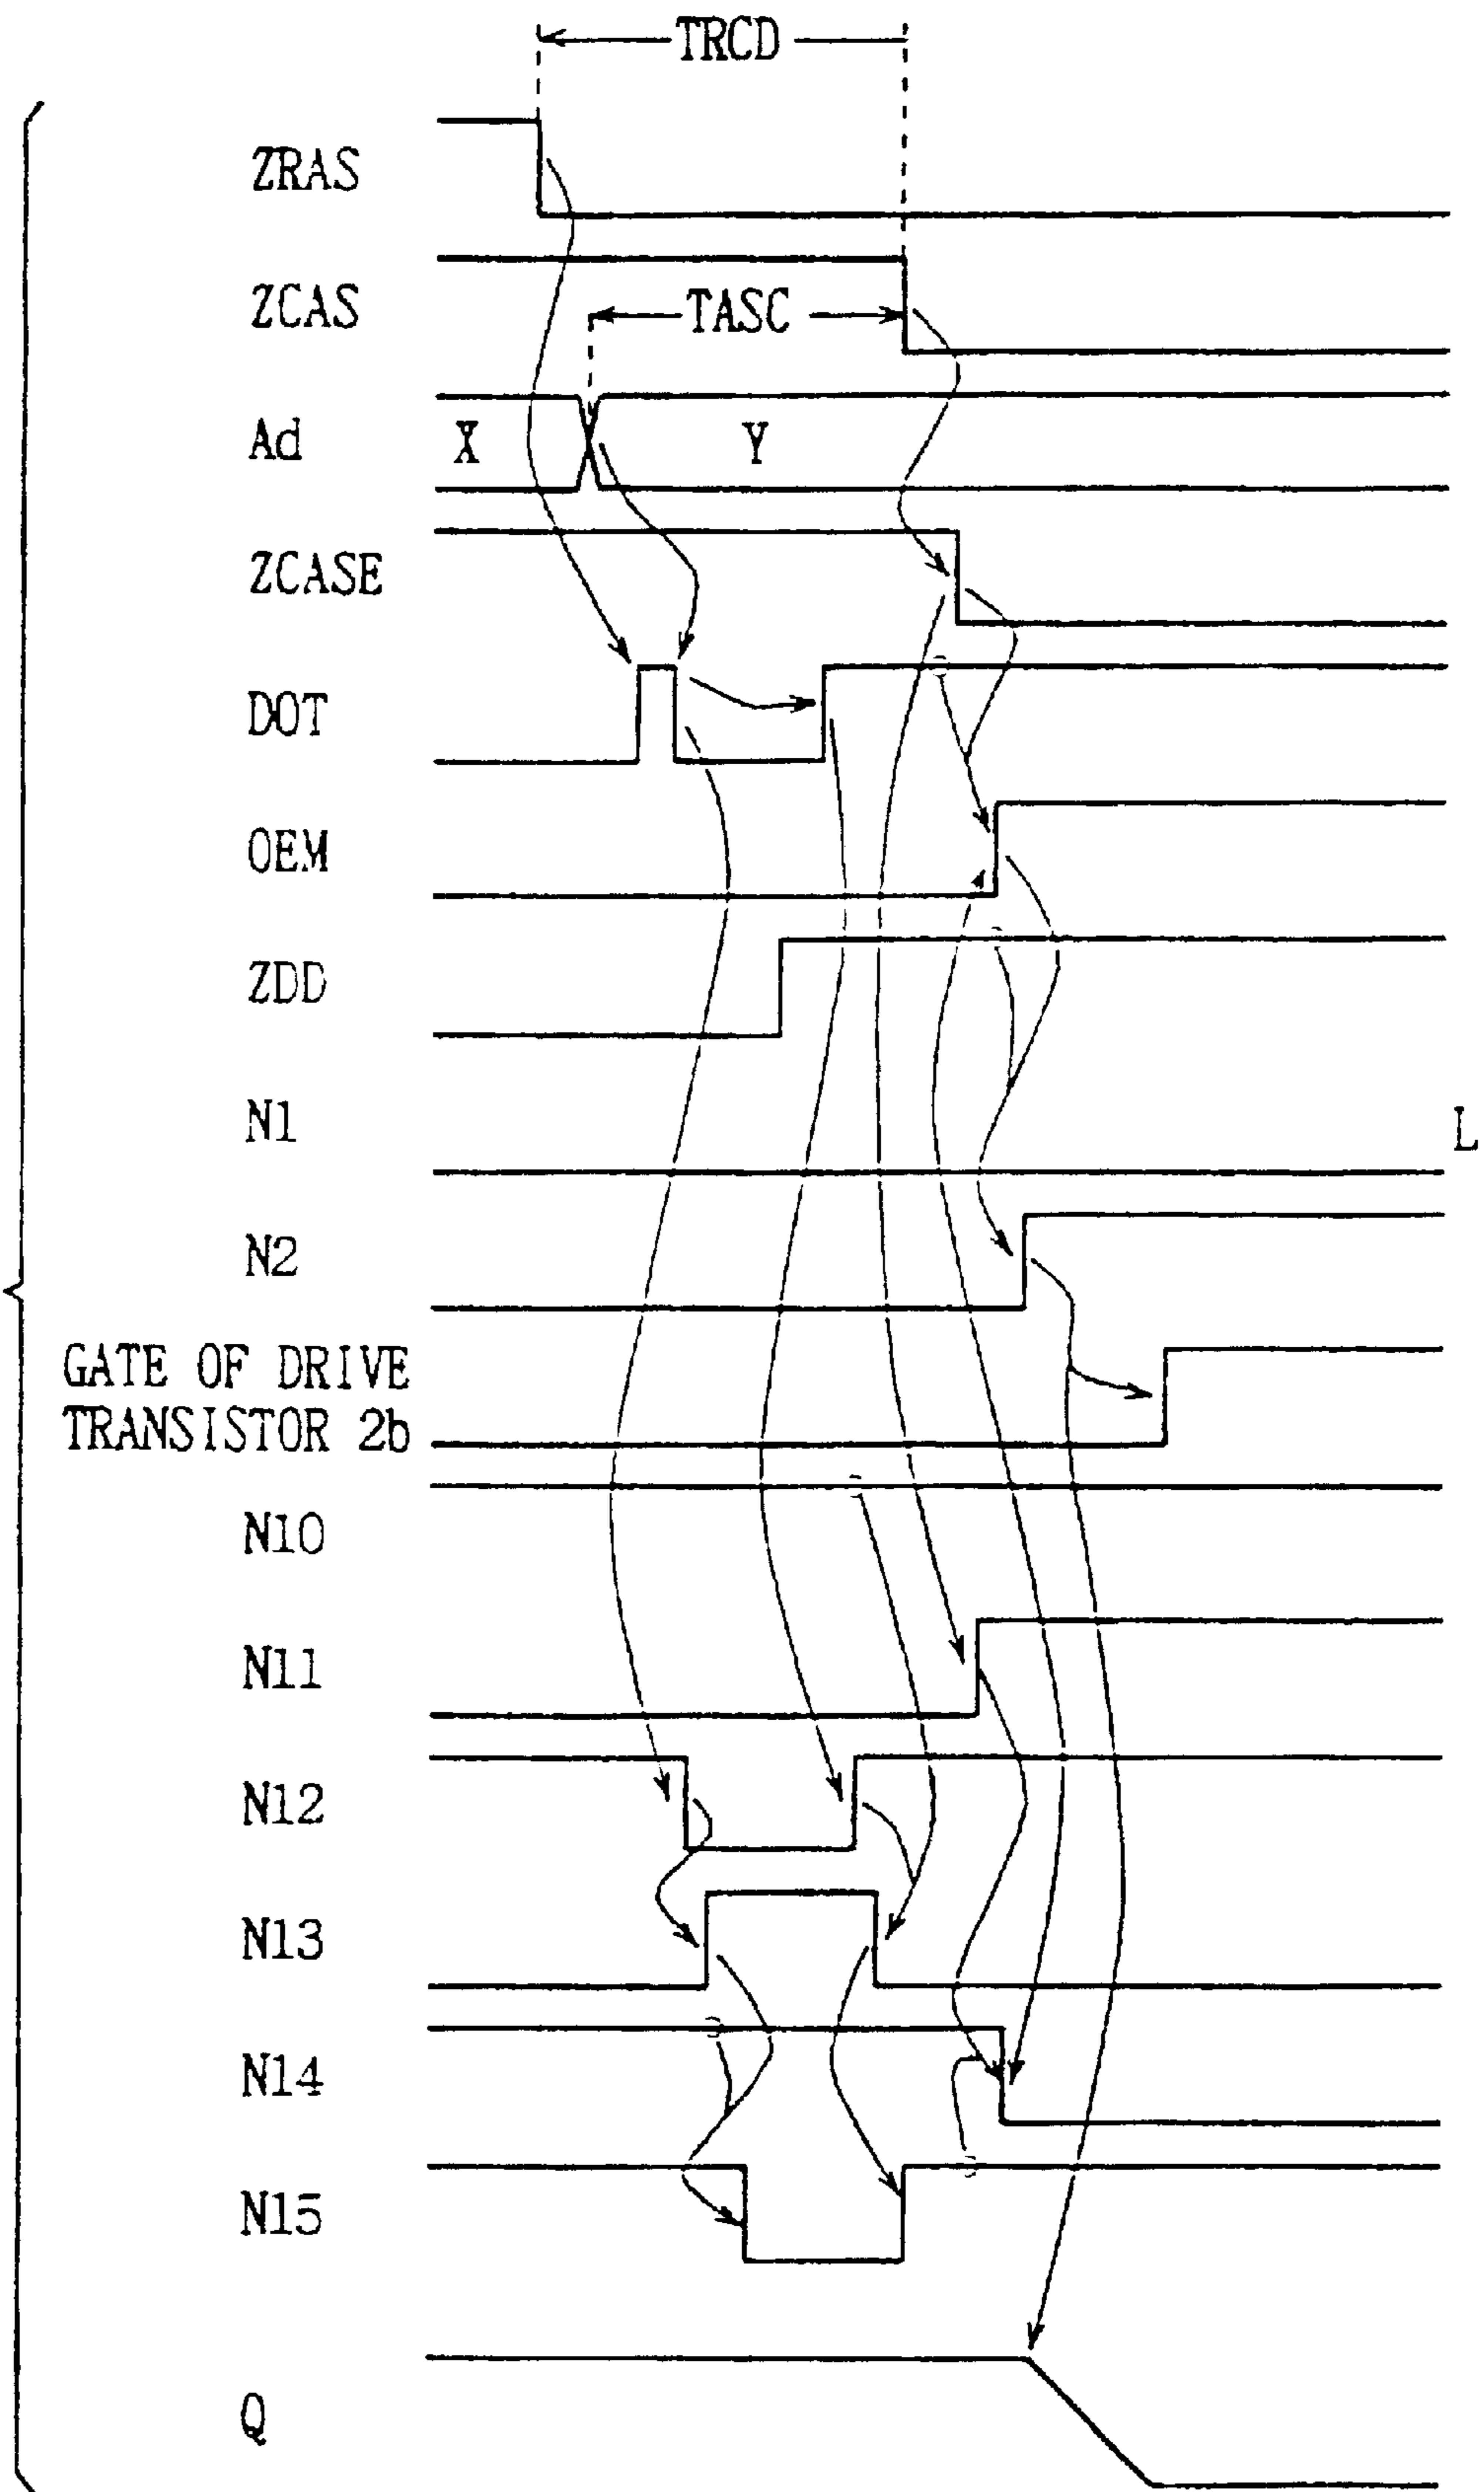 TRCD
ZRAS
ZCAS
TASC
Ad
X
Y
ZCASE
DOT
OEM
ZDD
N1
L
N2
GATE OF DRIVE
TRANSISTOR 2b
N10
N11
N12
N13
N14
N15
Q